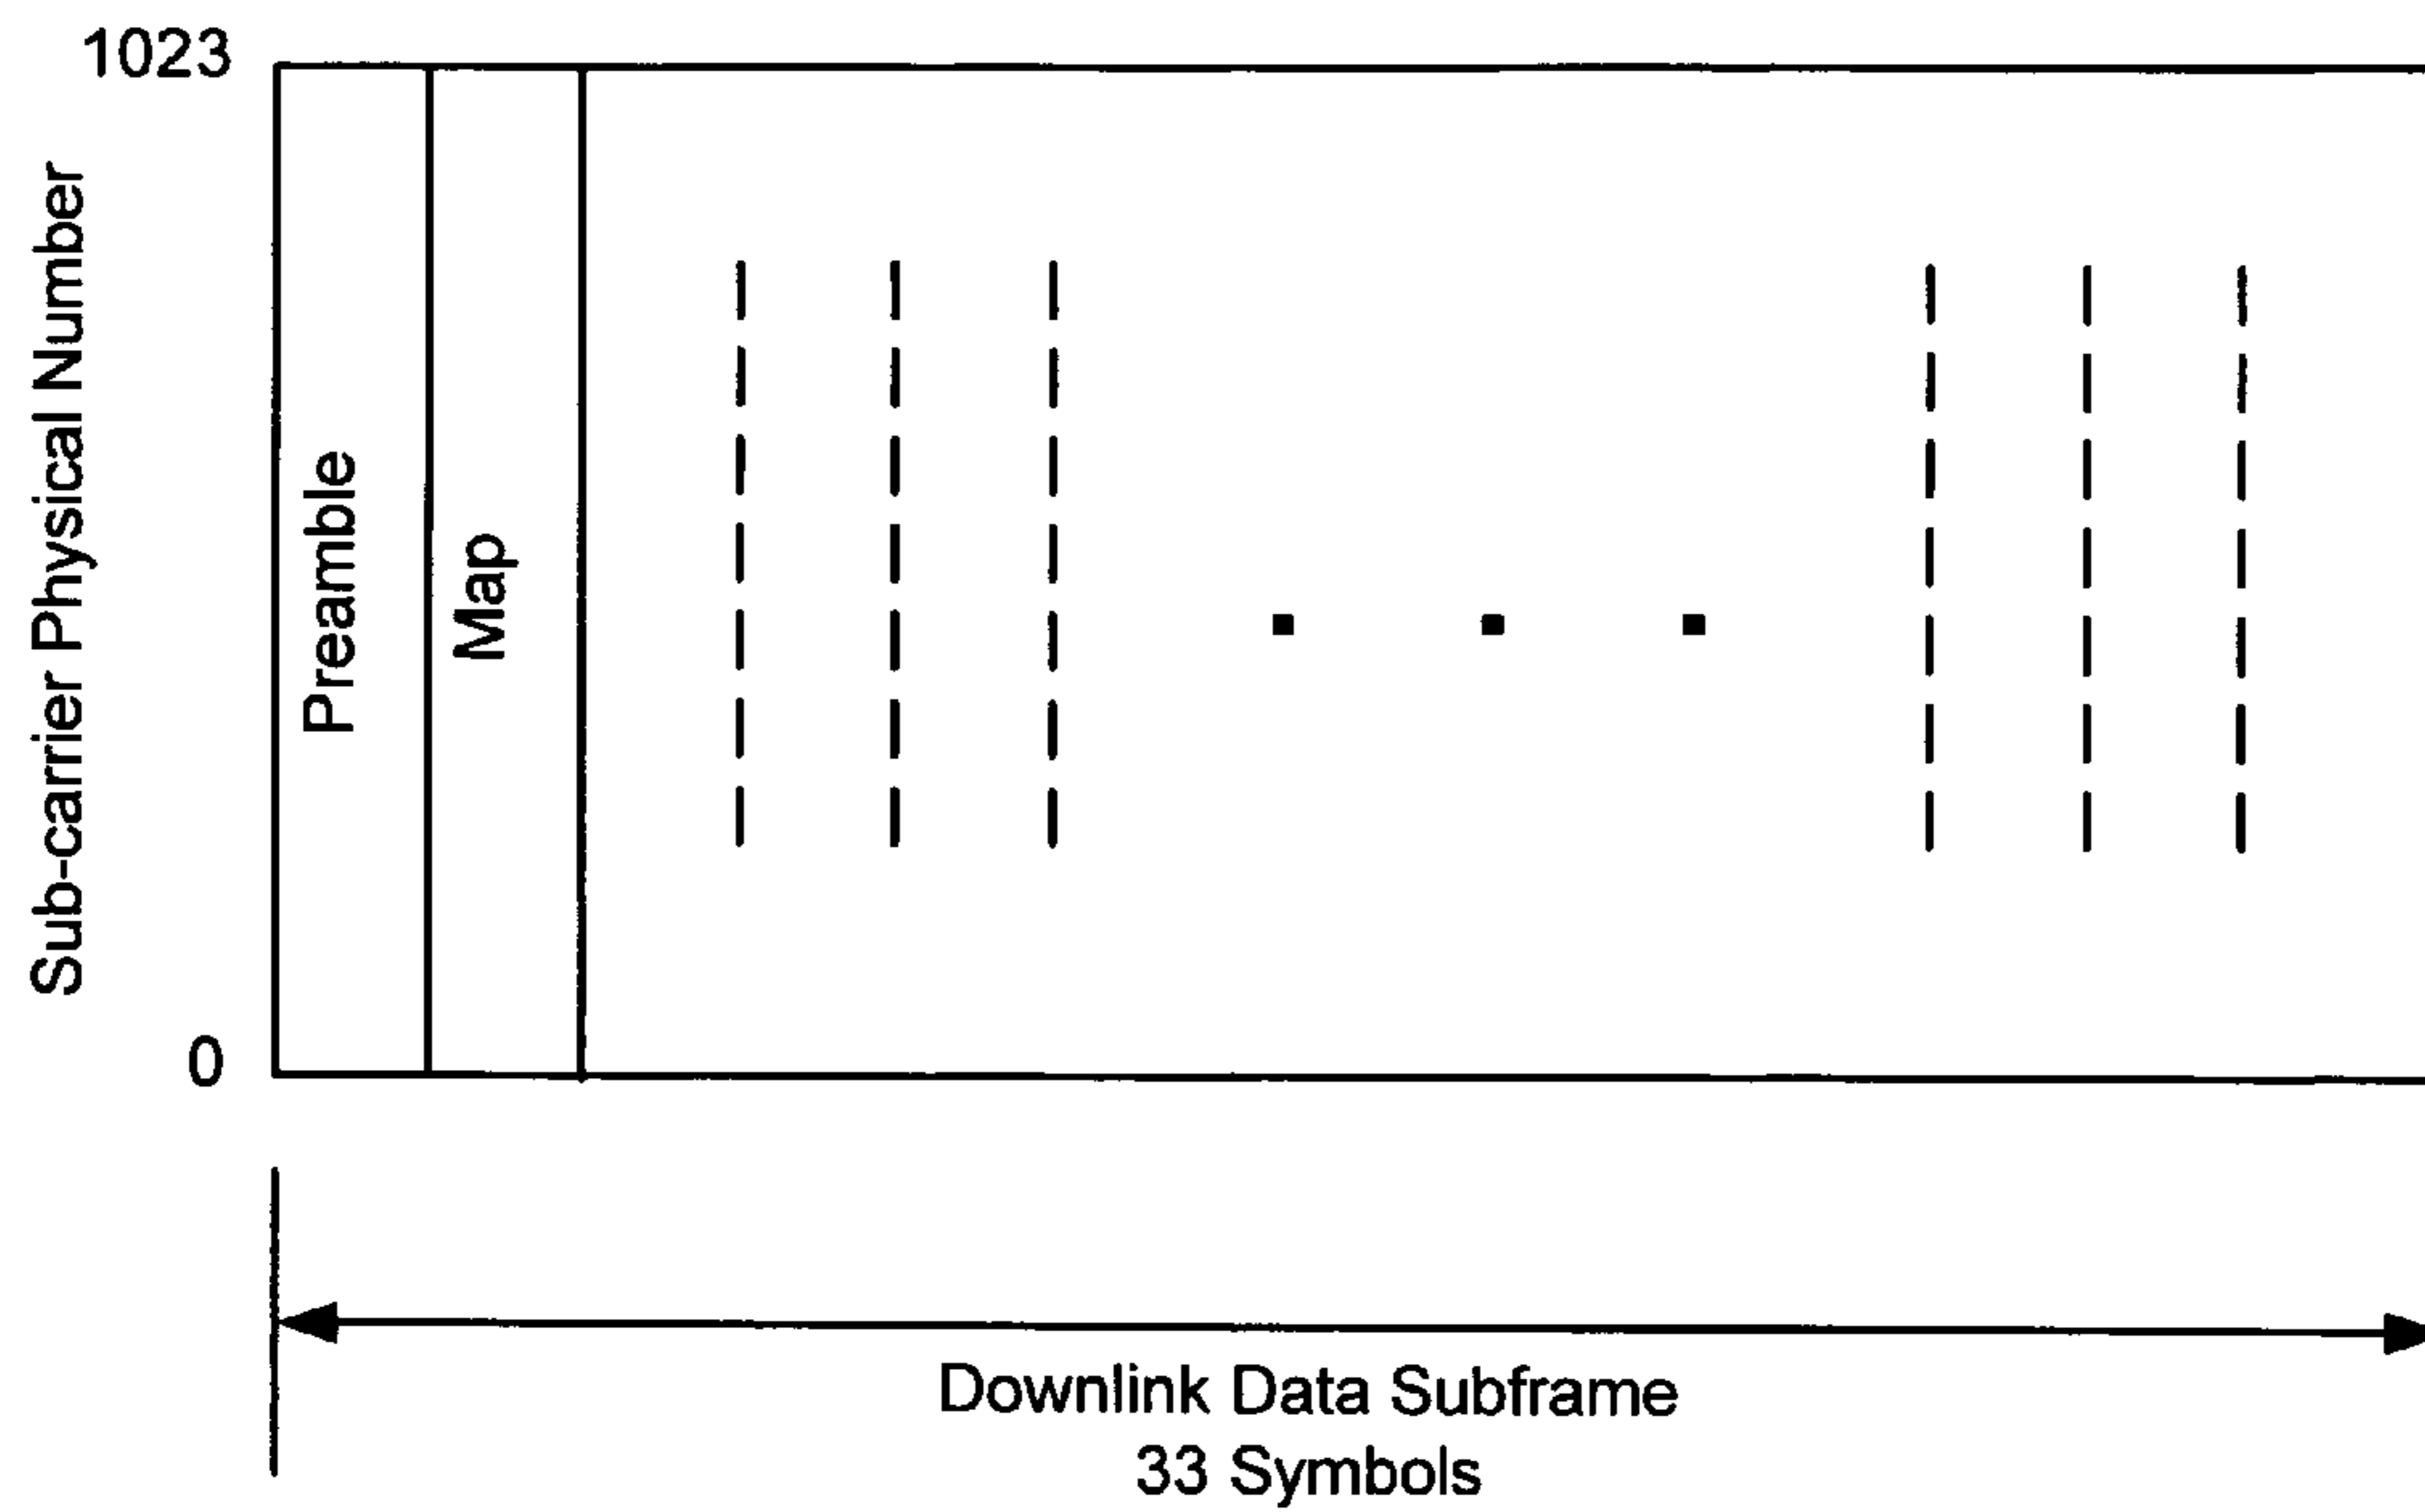 1023
Sub-carrier Physical Number
Preamble
Map
0
Downlink Data Subframe
33 Symbols